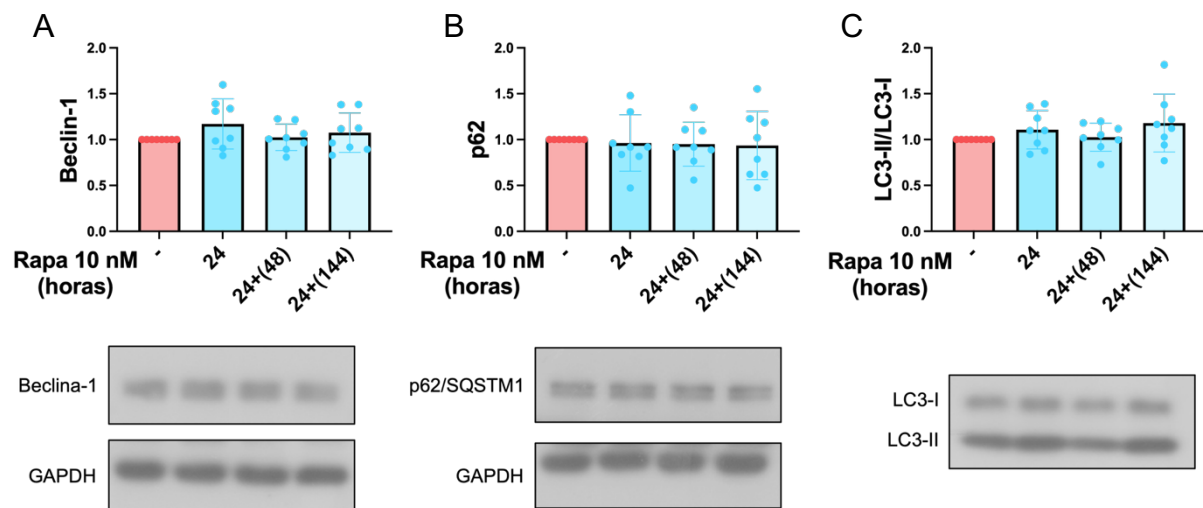 A
2.0
1.5
1.0
0.5
0.0
Beclin-1
Rapa 10 nM
(horas)
-
24
24+(48)
24+(144)
Beclina-1
GAPDH
B
2.0
1.5
1.0
0.5
0.0
p62
Rapa 10 nM
(horas)
-
24
24+(48)
24+(144)
p62/SQSTM1
GAPDH
C
2.0
1.5
1.0
0.5
0.0
LC3-II/LC3-I
Rapa 10 nM
(horas)
-
24
24+(48)
24+(144)
LC3-I
LC3-II